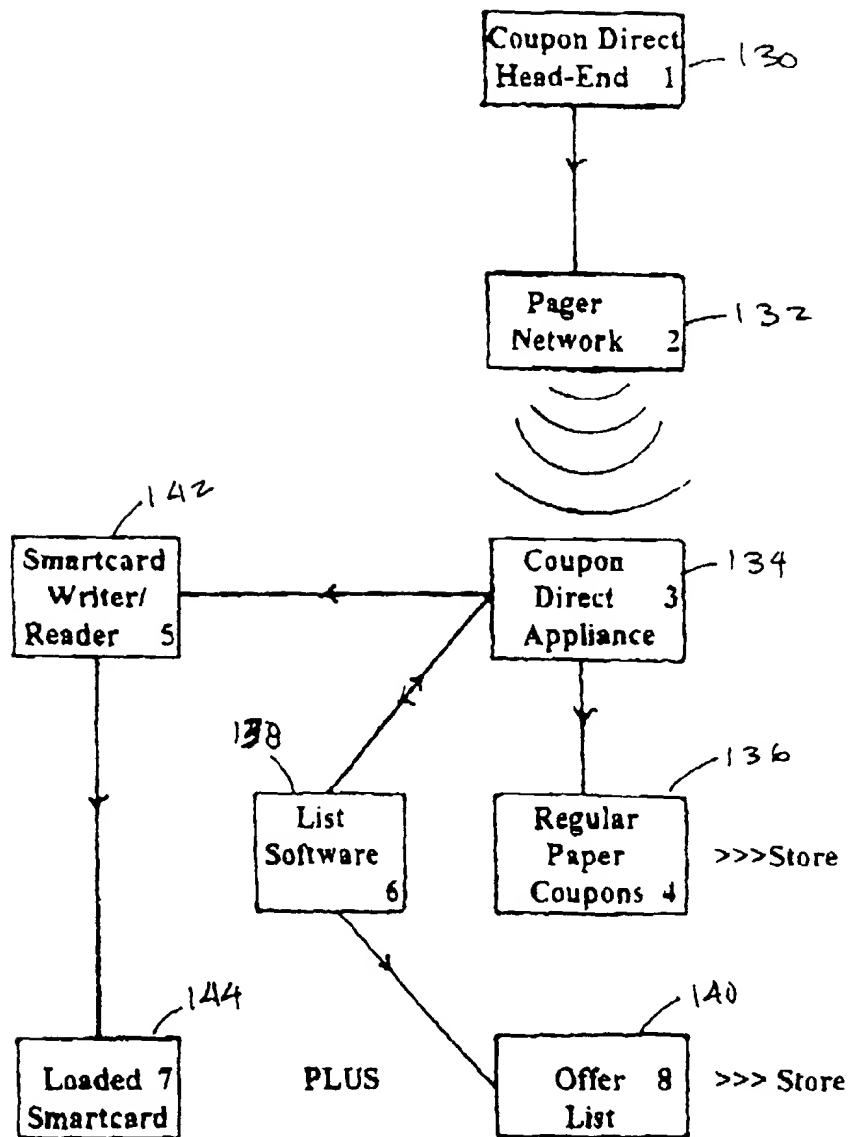 Coupon Direct
Head-End 1
130
Pager
Network 2
132
142
Smartcard
Writer/
Reader 5
Coupon
Direct 3
Appliance
134
138
List
Software
6
136
Regular
Paper
Coupons 4
>>>Store
144
Loaded 7
Smartcard
PLUS
140
Offer 8
List
>>> Store